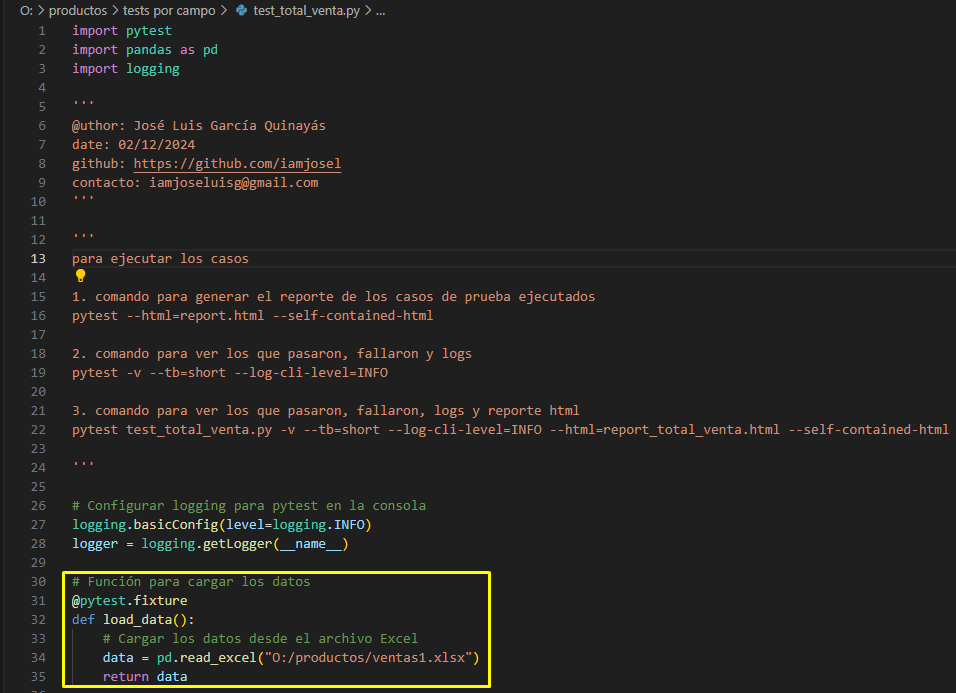 O: > productos > tests por campo > test_total_venta.py > ...
1 import pytest
2 import pandas as pd
3 import logging
4
5 '''
6 @uthor: José Luis García Quinayás
7 date: 02/12/2024
8 github: https://github.com/iamjosel
9 contacto: iamjoseluisg@gmail.com
10 '''
11
12 '''
13 para ejecutar los casos
14
15 1. comando para generar el reporte de los casos de prueba ejecutados
16 pytest --html=report.html --self-contained-html
17
18 2. comando para ver los que pasaron, fallaron y logs
19 pytest -v --tb=short --log-cli-level=INFO
20
21 3. comando para ver los que pasaron, fallaron, logs y reporte html
22 pytest test_total_venta.py -v --tb=short --log-cli-level=INFO --html=report_total_venta.html --self-contained-html
23
24 '''
25
26 # Configurar logging para pytest en la consola
27 logging.basicConfig(level=logging.INFO)
28 logger = logging.getLogger(__name__)
29
30 # Función para cargar los datos
31 @pytest.fixture
32 def load_data():
33     # Cargar los datos desde el archivo Excel
34     data = pd.read_excel("O:/productos/ventas1.xlsx")
35     return data